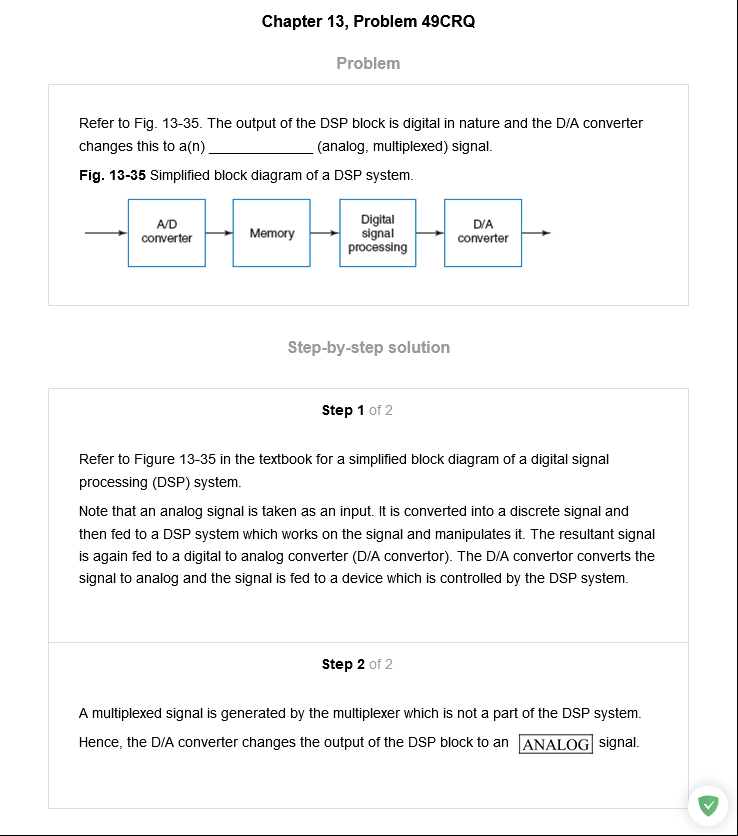 Chapter 13, Problem 49CRQ
Problem
Refer to Fig. 13-35. The output of the DSP block is digital in nature and the D/A converter
changes this to a(n) ______________ (analog, multiplexed) signal.
Fig. 13-35 Simplified block diagram of a DSP system.
A/D
converter
Memory
Digital
signal
processing
D/A
converter
Step-by-step solution
Step 1 of 2
Refer to Figure 13-35 in the textbook for a simplified block diagram of a digital signal
processing (DSP) system.
Note that an analog signal is taken as an input. It is converted into a discrete signal and
then fed to a DSP system which works on the signal and manipulates it. The resultant signal
is again fed to a digital to analog converter (D/A convertor). The D/A convertor converts the
signal to analog and the signal is fed to a device which is controlled by the DSP system.
Step 2 of 2
A multiplexed signal is generated by the multiplexer which is not a part of the DSP system.
Hence, the D/A converter changes the output of the DSP block to an ANALOG signal.